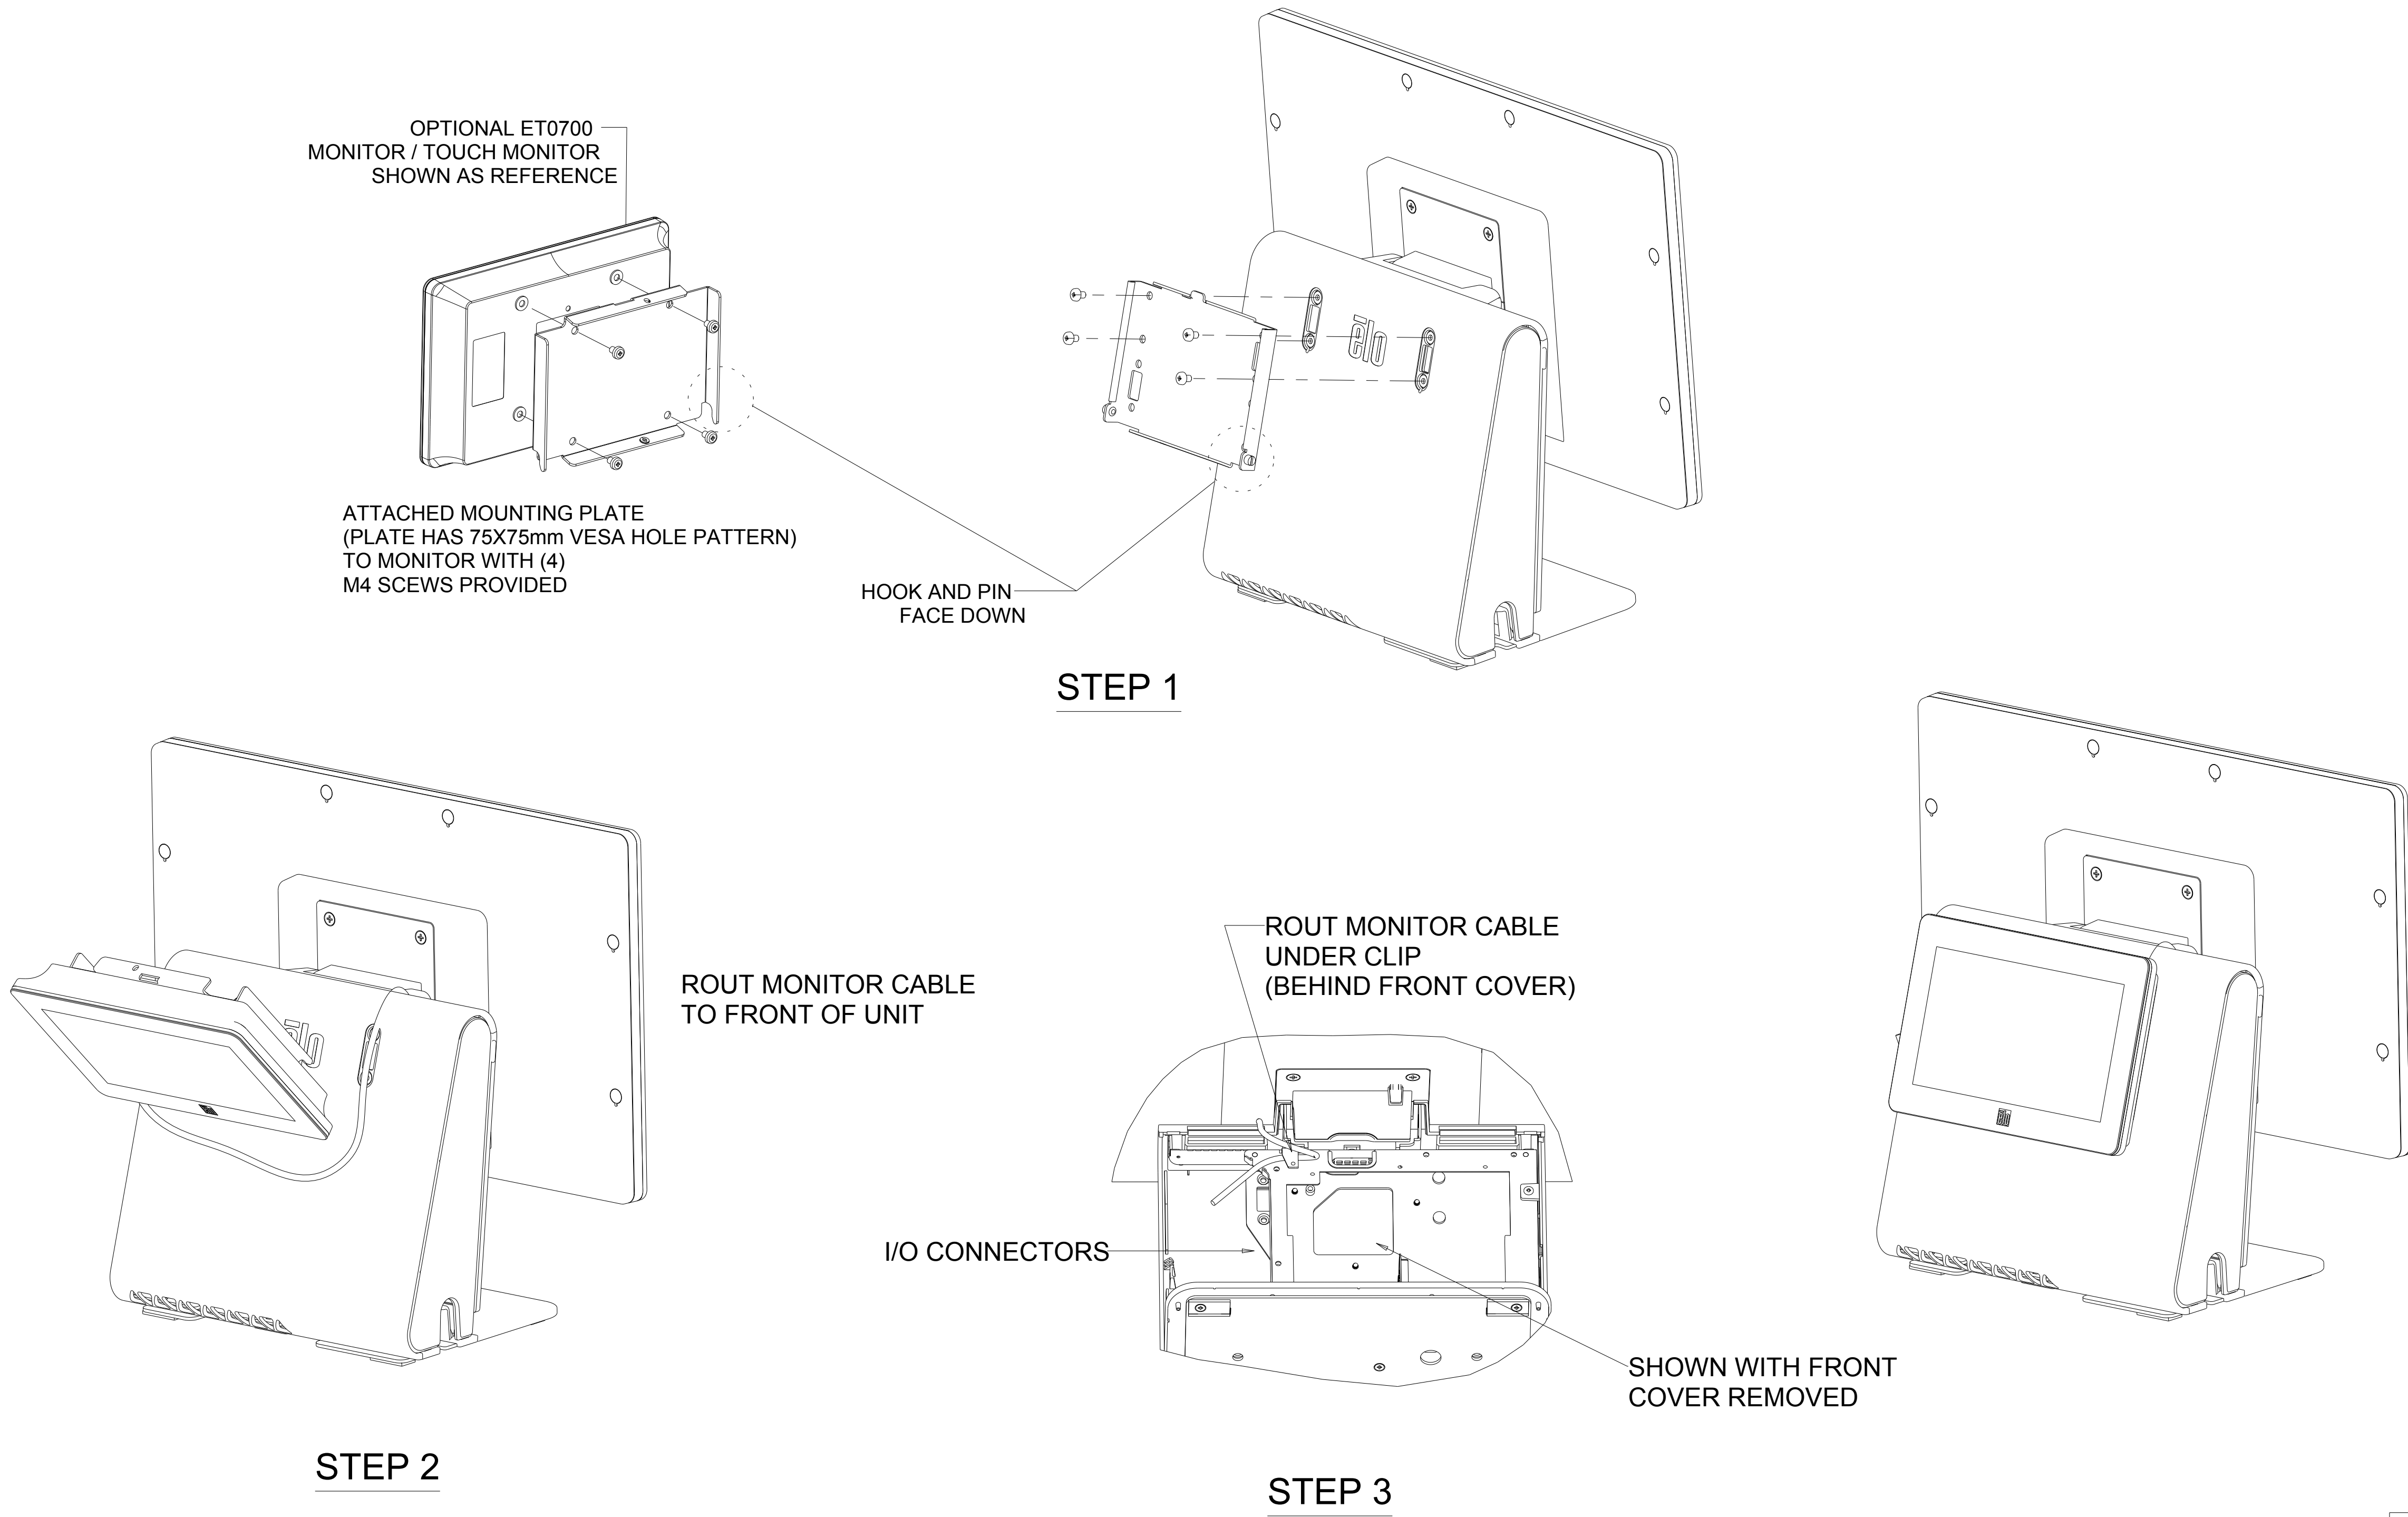 OPTIONAL ET0700
MONITOR / TOUCH MONITOR
SHOWN AS REFERENCE
elo
ATTACHED MOUNTING PLATE
(PLATE HAS 75X75mm VESA HOLE PATTERN)
TO MONITOR WITH (4)
M4 SCEWS PROVIDED
HOOK AND PIN
FACE DOWN
STEP 1
elo
ROUT MONITOR CABLE
TO FRONT OF UNIT
STEP 2
ROUT MONITOR CABLE
UNDER CLIP
(BEHIND FRONT COVER)
I/O CONNECTORS
SHOWN WITH FRONT
COVER REMOVED
STEP 3